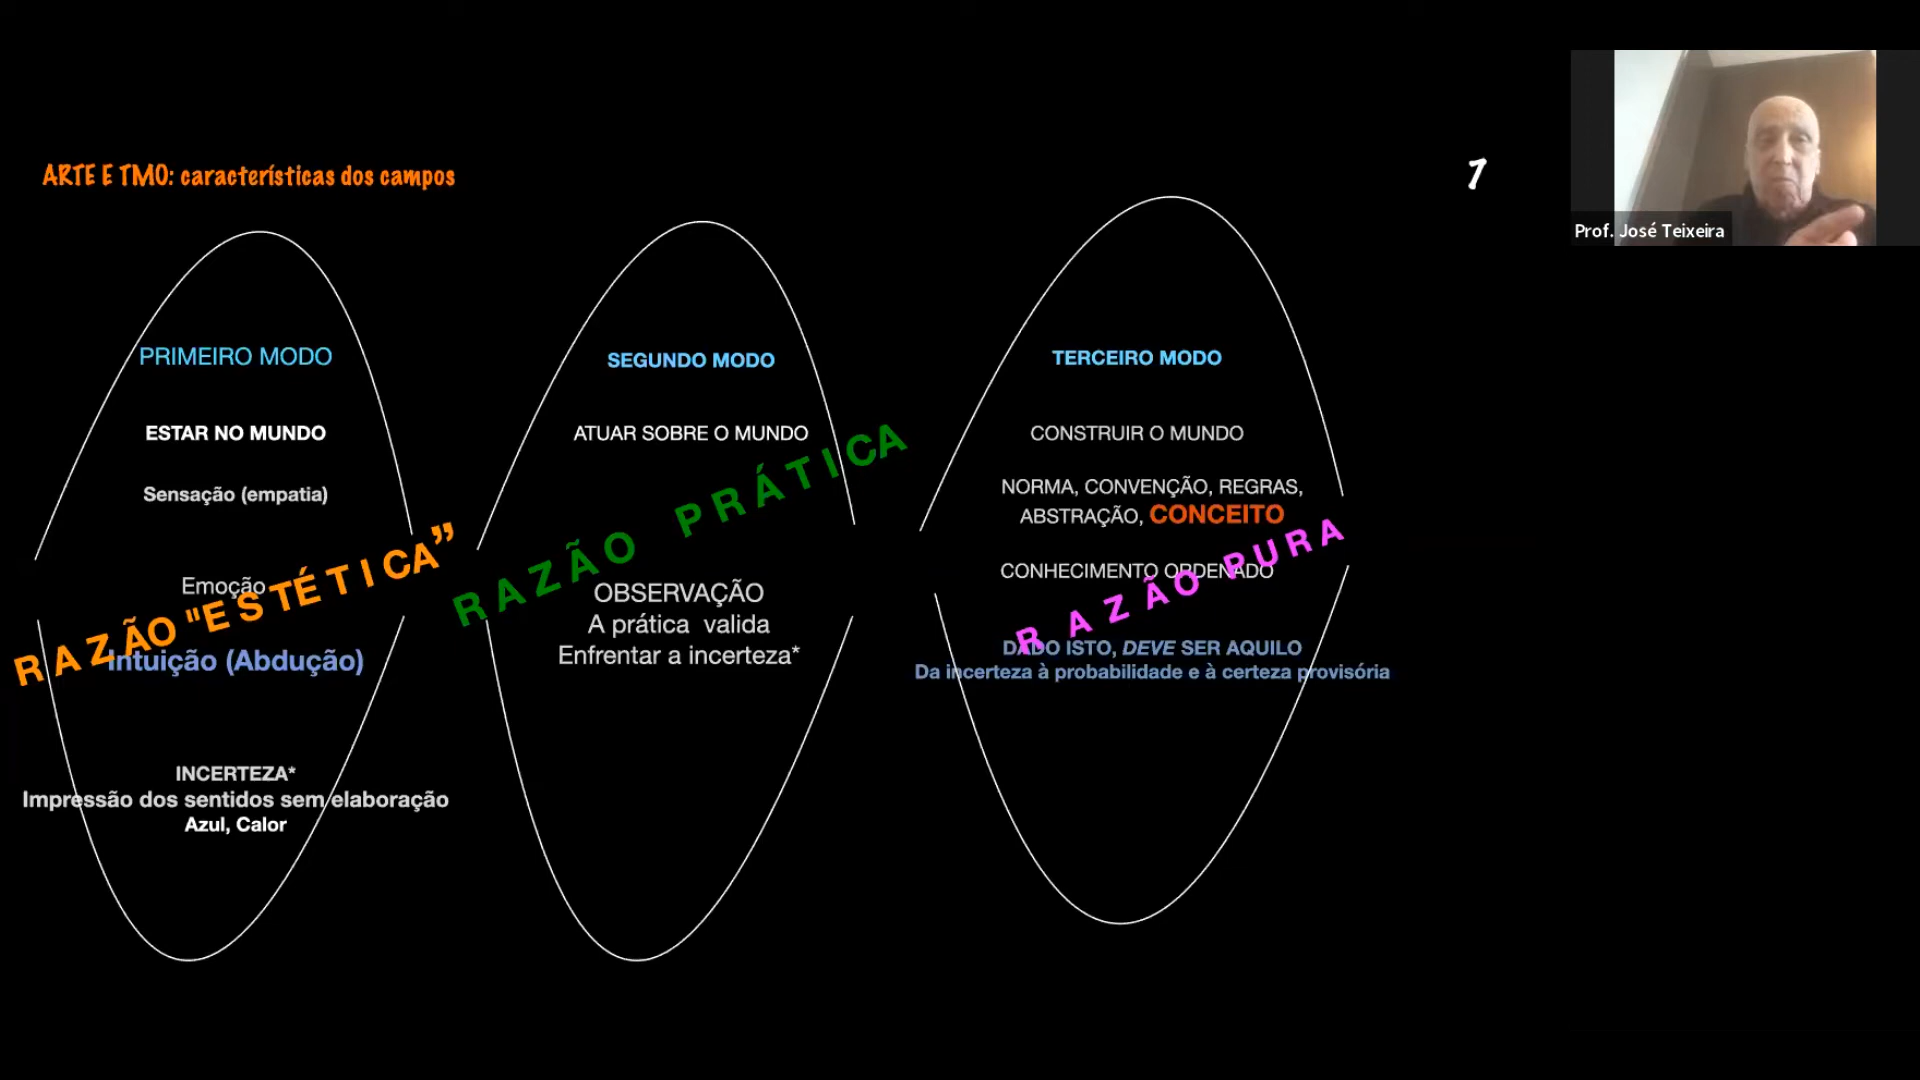 ARTE E TMO: características dos campos
1
Prof. José Teixeira
PRIMEIRO MODO
ESTAR NO MUNDO
Sensação (empatia)
Emoção
RAZÃO "ESTÉTICA”
Intuição (Abdução)
INCERTEZA*
Impressão dos sentidos sem elaboração
Azul, Calor
SEGUNDO MODO
ATUAR SOBRE O MUNDO
RAZÃO PRÁTICA
OBSERVAÇÃO
A prática valida
Enfrentar a incerteza*
TERCEIRO MODO
CONSTRUIR O MUNDO
NORMA, CONVENÇÃO, REGRAS,
ABSTRAÇÃO, CONCEITO
CONHECIMENTO ORDENADO
RAZÃO PURA
DADO ISTO, DEVE SER AQUILO
Da incerteza à probabilidade e à certeza provisória